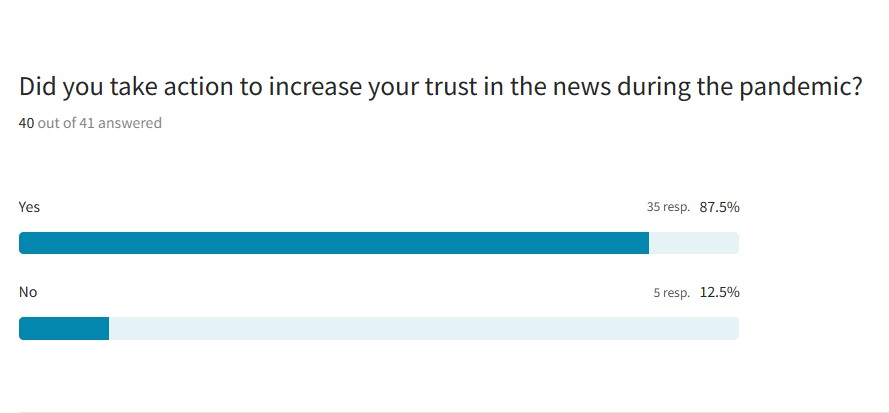 Did you take action to increase your trust in the news during the pandemic?
40 out of 41 answered
Yes 35 resp. 87.5%
No 5 resp. 12.5%